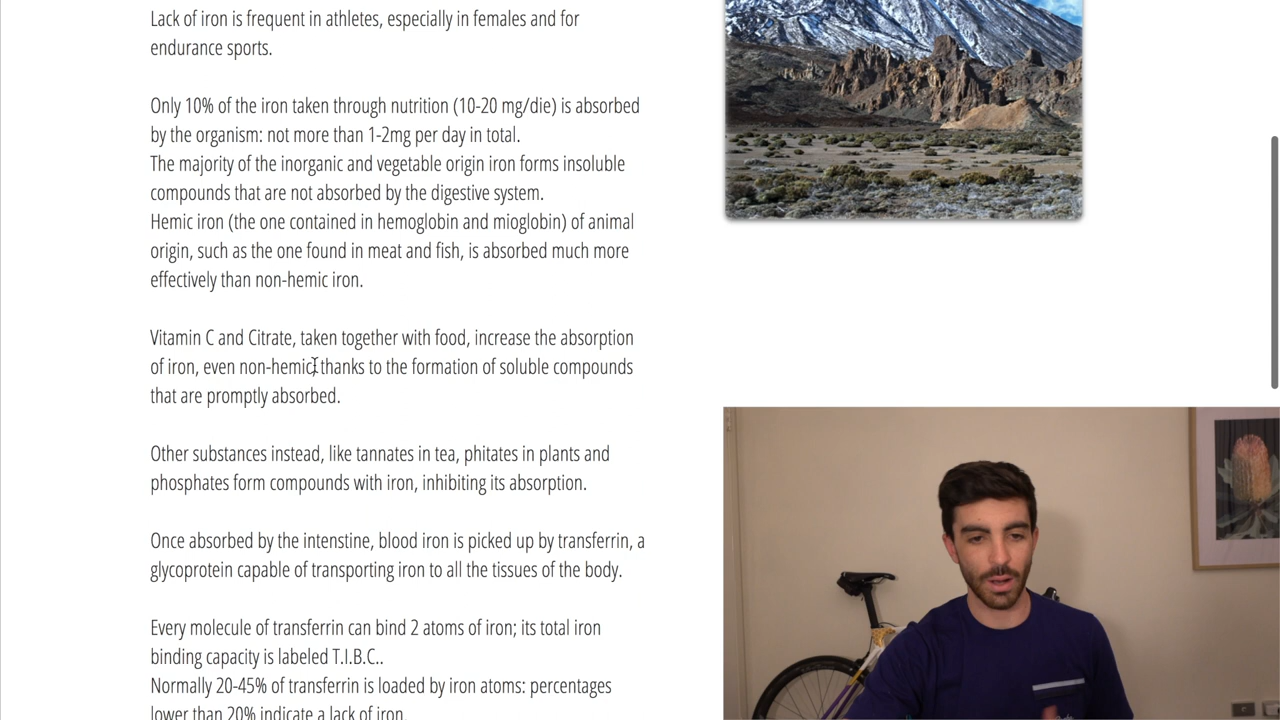 Lack of iron is frequent in athletes, especially in females and for
endurance sports.
Only 10% of the iron taken through nutrition (10-20 mg/die) is absorbed
by the organism: not more than 1-2mg per day in total.
The majority of the inorganic and vegetable origin iron forms insoluble
compounds that are not absorbed by the digestive system.
Hemic iron (the one contained in hemoglobin and mioglobin) of animal
origin, such as the one found in meat and fish, is absorbed much more
effectively than non-hemic iron.
Vitamin C and Citrate, taken together with food, increase the absorption
of iron, even non-hemic, thanks to the formation of soluble compounds
that are promptly absorbed.
Other substances instead, like tannates in tea, phitates in plants and
phosphates form compounds with iron, inhibiting its absorption.
Once absorbed by the intenstine, blood iron is picked up by transferrin, a
glycoprotein capable of transporting iron to all the tissues of the body.
Every molecule of transferrin can bind 2 atoms of iron; its total iron
binding capacity is labeled T.I.B.C..
Normally 20-45% of transferrin is loaded by iron atoms: percentages
lower than 20% indicate a lack of iron.